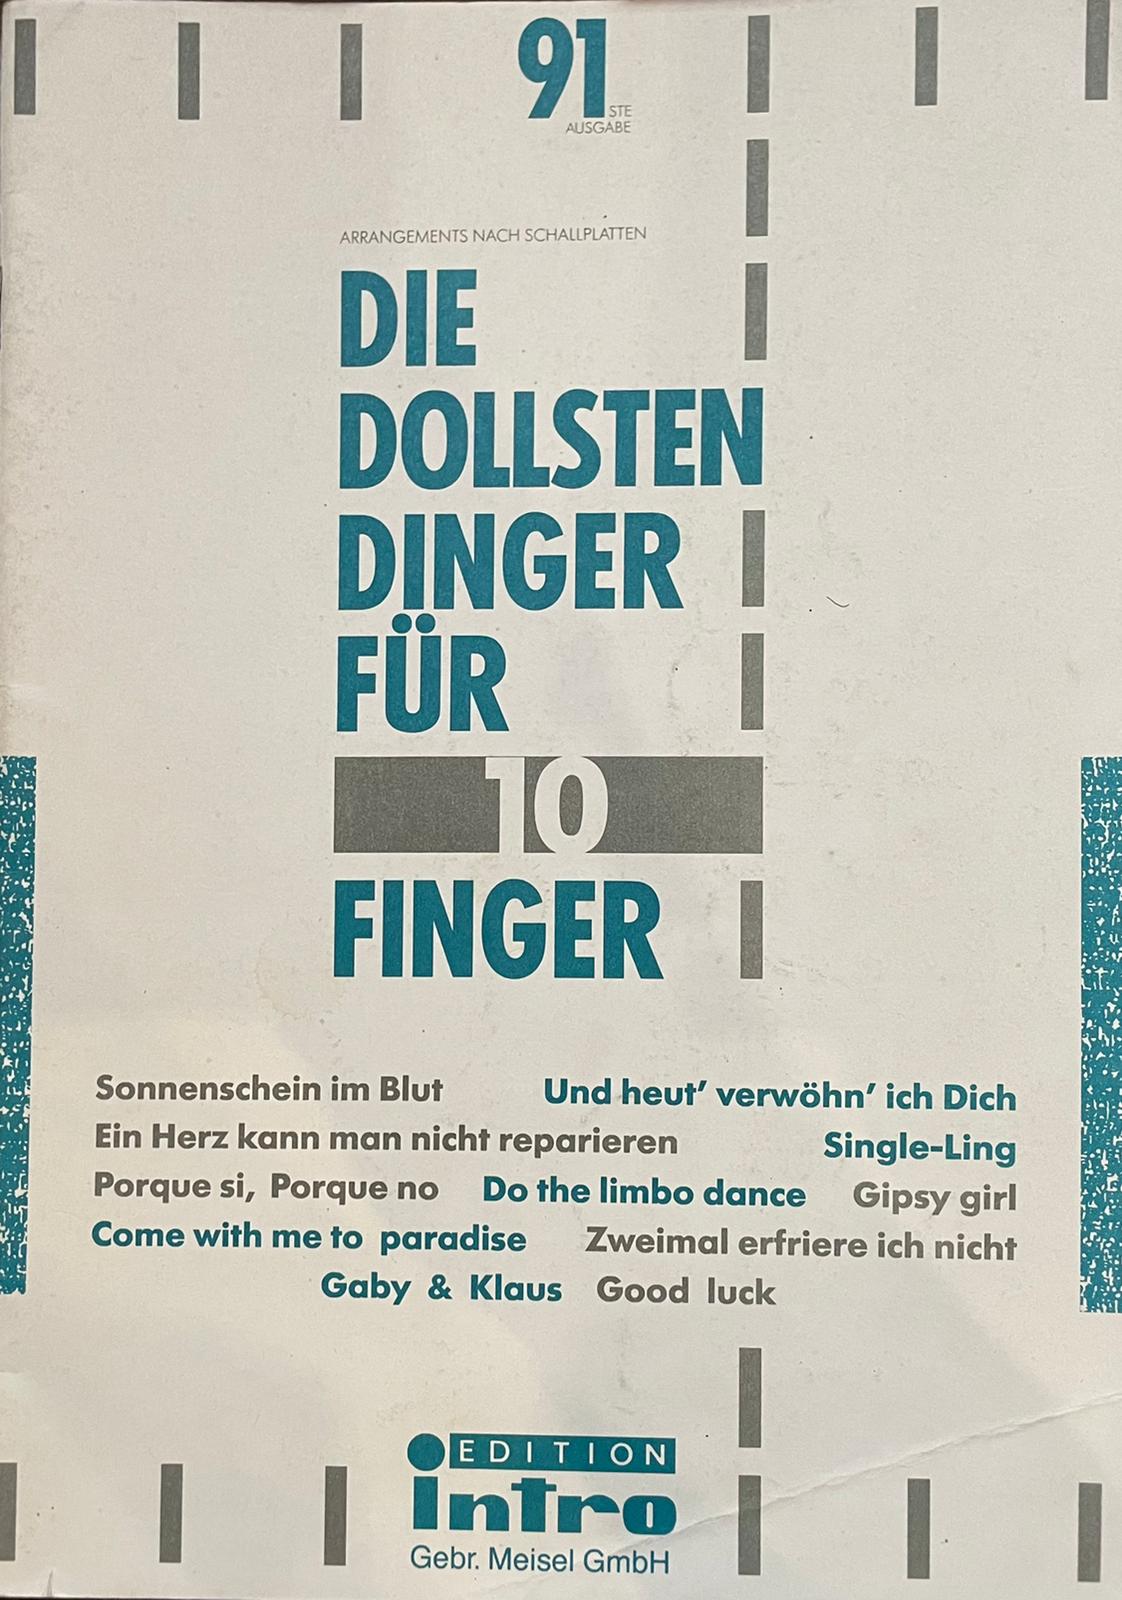 91 STE
AUSGABE
ARRANGEMENTS NACH SCHALLPLATTEN
DIE
DOLLSTEN
DINGER
FÜR
10
FINGER
Sonnenschein im Blut Und heut' verwöhn' ich Dich
Ein Herz kann man nicht reparieren Single-Ling
Porque si, Porque no Do the limbo dance Gipsy girl
Come with me to paradise Zweimal erfriere ich nicht
Gaby & Klaus Good luck
EDITION
intro
Gebr. Meisel GmbH